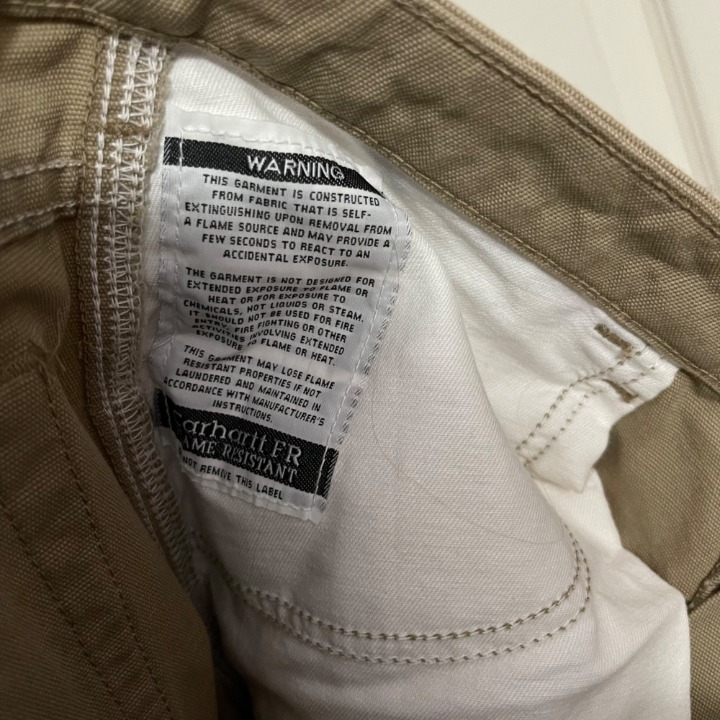 WARNING
THIS GARMENT IS CONSTRUCTED
FROM FABRIC THAT IS SELF-
EXTINGUISHING UPON REMOVAL FROM
A FLAME SOURCE AND MAY PROVIDE A
FEW SECONDS TO REACT TO AN
ACCIDENTAL EXPOSURE.
THE GARMENT IS NOT DESIGNED FOR
EXTENDED EXPOSURE TO FLAME OR
HEAT OR FOR EXPOSURE TO
CHEMICALS, HOT LIQUIDS OR STEAM.
IT SHOULD NOT BE USED FOR FIRE
ENTRY, FIRE FIGHTING OR OTHER
ACTIVITIES INVOLVING EXTENDED
EXPOSURE TO FLAME OR HEAT.
THIS GARMENT MAY LOSE FLAME
RESISTANT PROPERTIES IF NOT
LAUNDERED AND MAINTAINED IN
ACCORDANCE WITH MANUFACTURER'S
INSTRUCTIONS.
Carhartt FR
FLAME RESISTANT
NOT REMOVE THIS LABEL